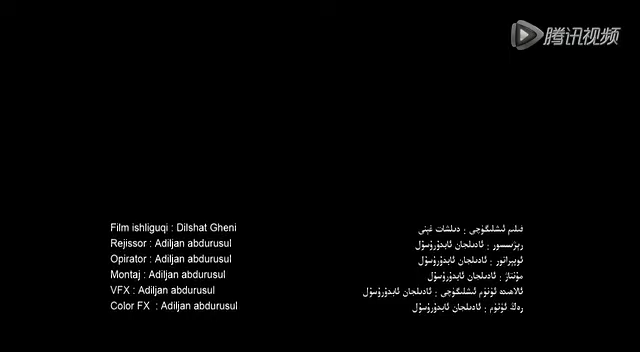 腾讯视频
Film ishliguqi : Dilshat Gheni
Rejissor : Adiljan abdurusul
Opirator : Adiljan abdurusul
Montaj : Adiljan abdurusul
VFX : Adiljan abdurusul
Color FX : Adiljan abdurusul
فىلىم ئىشلىگۈچى : دىلشات غېنى
رېژىسسور : ئادىلجان ئابدۇرۇسۇل
ئوپېراتور : ئادىلجان ئابدۇرۇسۇل
مۇنتاژ : ئادىلجان ئابدۇرۇسۇل
ئالاھىدە ئۈنۈم ئىشلىگۈچى : ئادىلجان ئابدۇرۇسۇل
رەڭ ئۈنۈم : ئادىلجان ئابدۇرۇسۇل